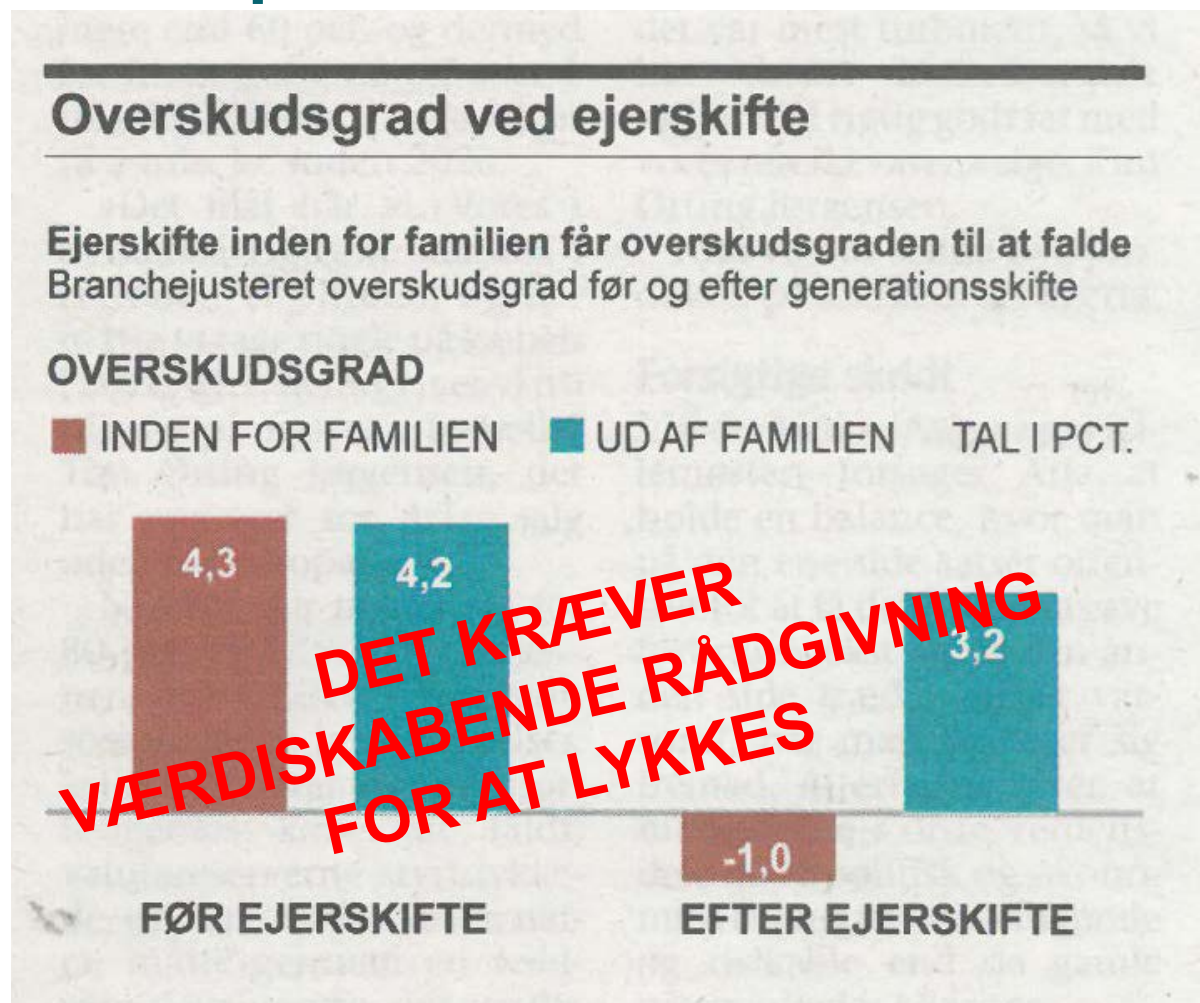 Overskudsgrad ved ejerskifte
Ejerskifte inden for familien får overskudsgraden til at falde
Branchejusteret overskudsgrad før og efter generationsskifte
OVERSKUDSGRAD
INDEN FOR FAMILIEN UD AF FAMILIEN TAL I PCT.
4,3
4,2
3,2
-1,0
DET KRÆVER
VÆRDISKABENDE RÅDGIVNING
FOR AT LYKKES
FØR EJERSKIFTE EFTER EJERSKIFTE